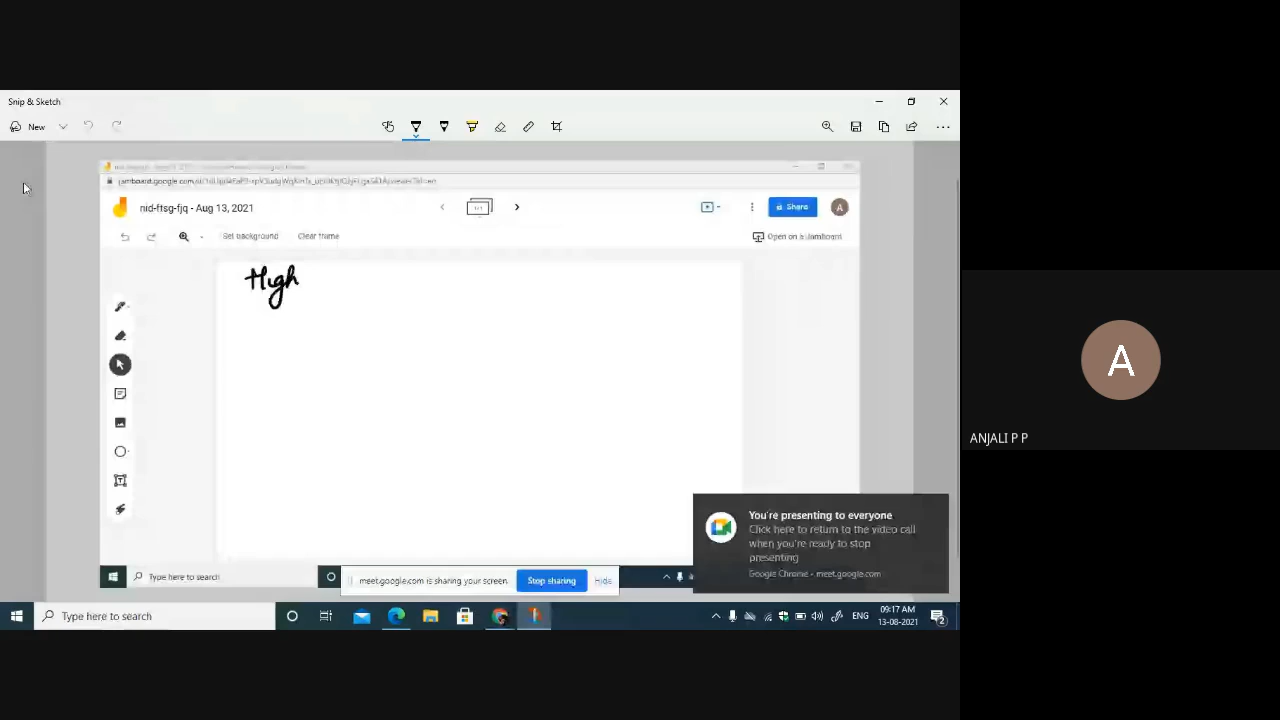 Snip & Sketch
New
nid-ftsg-fjq - Aug 13, 2021
Share
A
Set background
Clear frame
Open on a Jamboard
High
You're presenting to everyone
Click here to return to the video call
when you're ready to stop
presenting
Google Chrome • meet.google.com
Type here to search
meet.google.com is sharing your screen.
Stop sharing
Hide
Type here to search
ENG
09:17 AM
13-08-2021
2
A
ANJALI P P